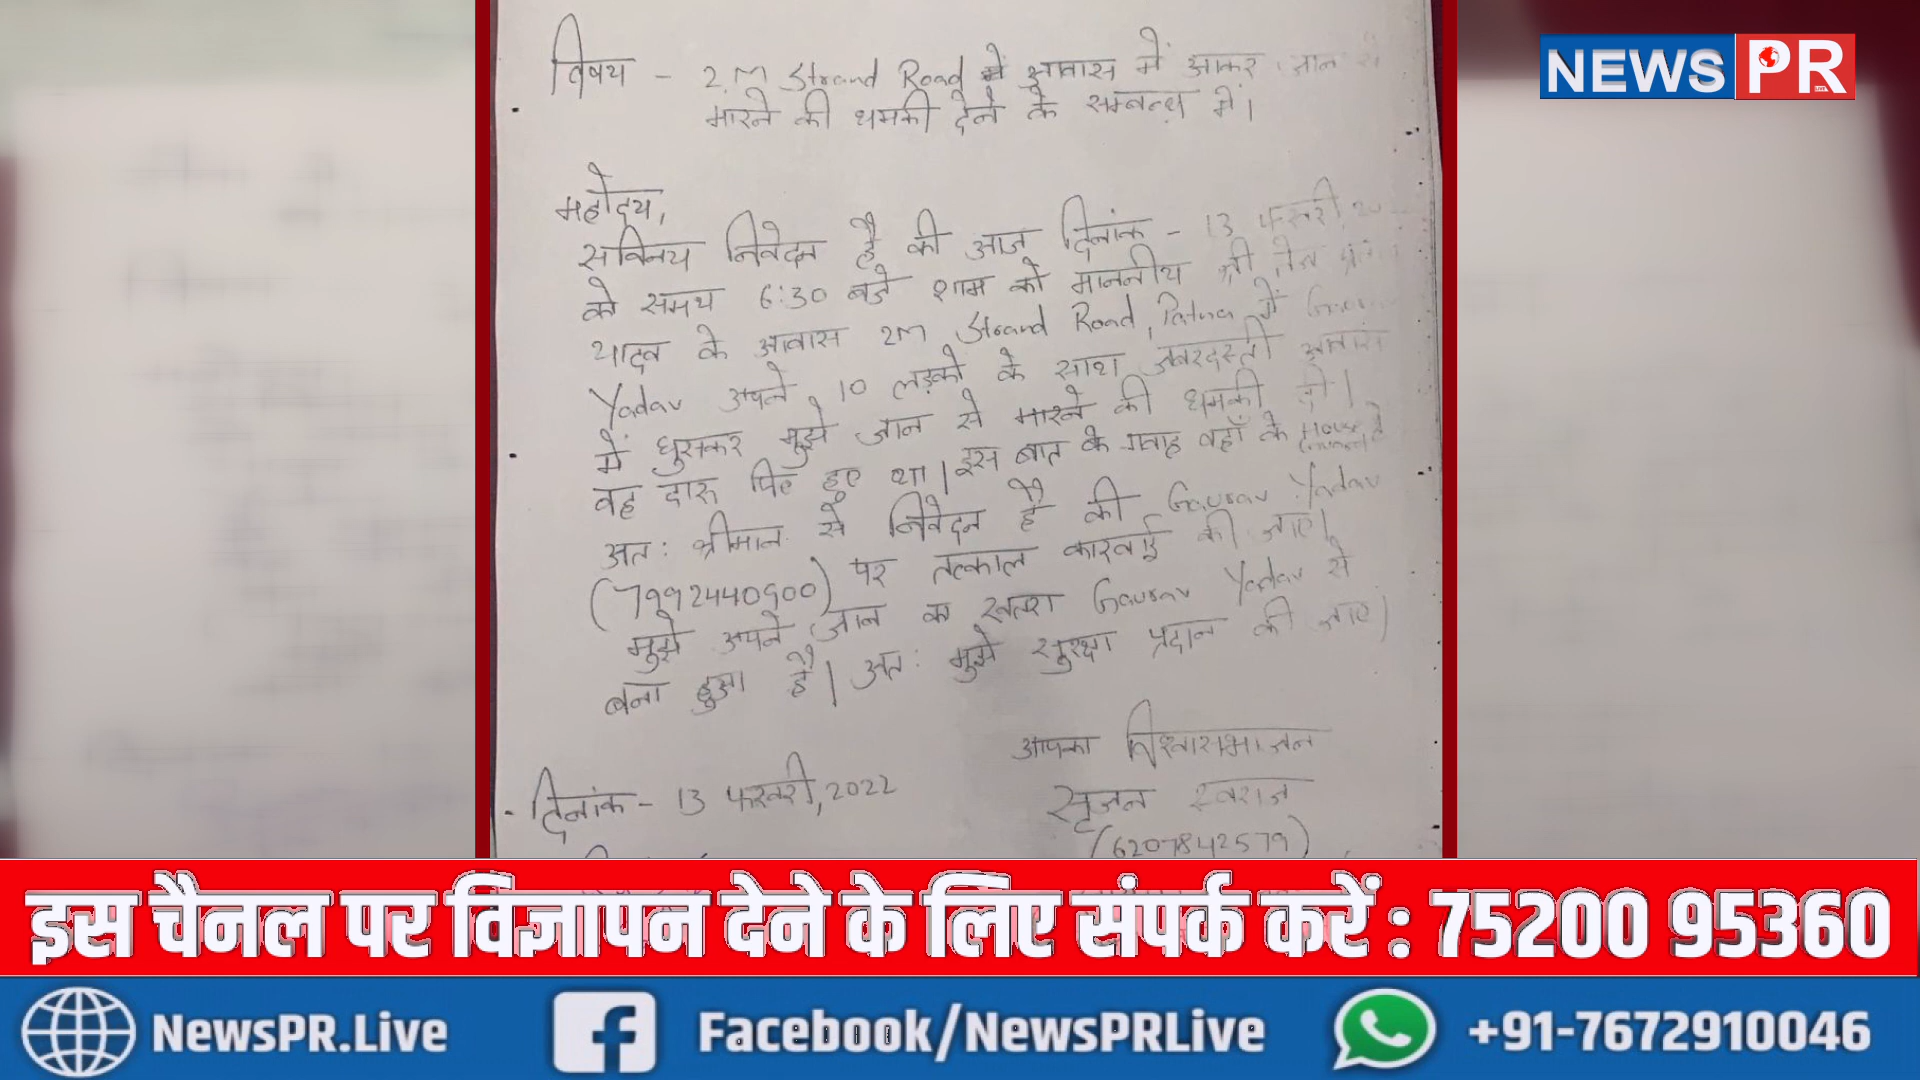 NEWS PR
विषय - 2.M Strand Road में आवास में आकर जान से
मारने की धमकी देने के सम्बन्ध में।
महोदय,
सविनय निवेदन है की आज दिनांक - 13 फरवरी, 20
को समय 6:30 बजे शाम को माननीय श्री तेज
यादव के आवास 2M Strand Road, Patna में
Yadav अपने 10 लड़को के साथ जबरदस्ती आवास
में घुसकर मुझे जान से मारने की धमकी दी।
वह दारू पिए हुए था। इस बात के गवाह वहाँ के House
अतः श्रीमान से निवेदन है की Gaurav Yadav
(7992440900) पर तत्काल कारवाई की जाए।
मुझे अपने जान का खतरा Gaurav Yadav से
बना हुआ है। अतः मुझे सुरक्षा प्रदान की जाए।
आपका विश्वासभाजन
दिनांक - 13 फरवरी, 2022
सृजन स्वराज
(6207842579)
इस चैनल पर विज्ञापन देने के लिए संपर्क करें : 75200 95360
NewsPR.Live
Facebook/NewsPRLive
+91-7672910046